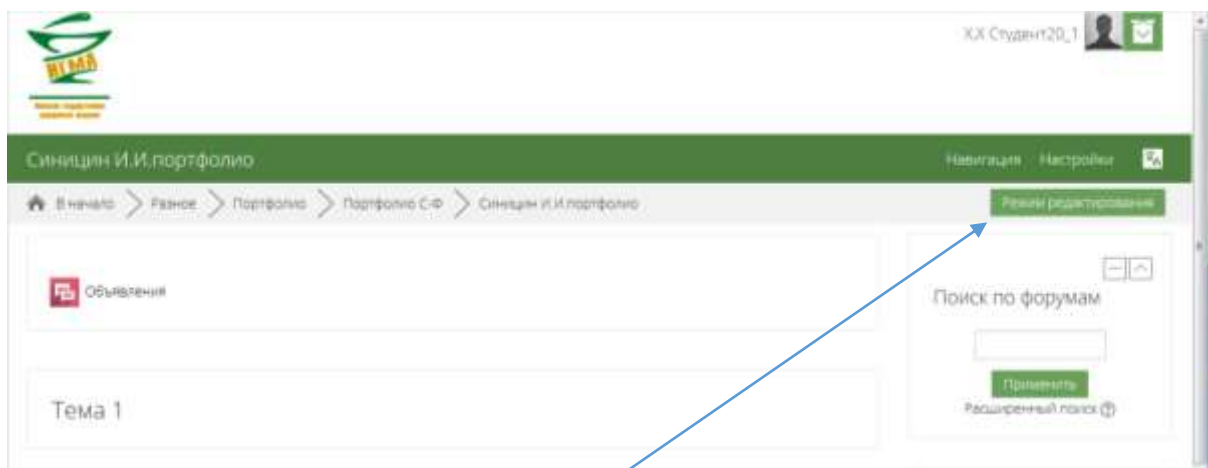 Х.Х Студент20_1
Синицин И.И.портфолио
Навигация Настройки
В начало Разное Портфолио Портфолио С-Ф Синицин И.И.портфолио
Режим редактирования
Объявления
Поиск по форумам
Применить
Расширенный поиск
Тема 1